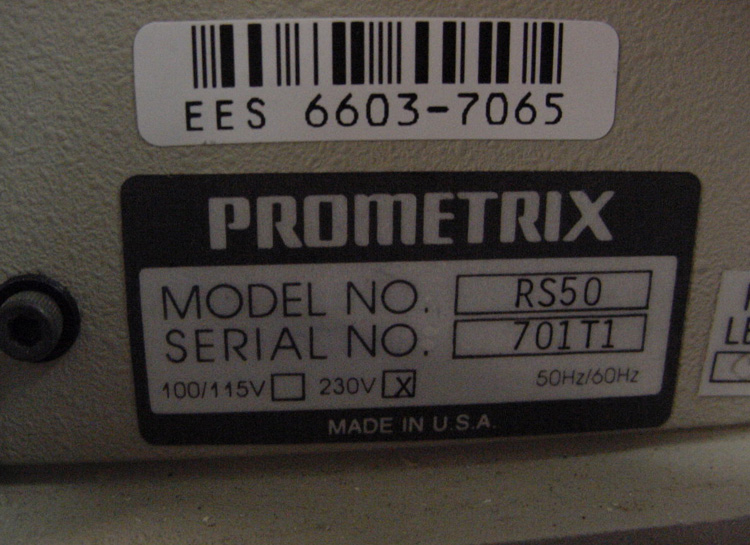 EES 6603-7065
PROMETRIX
MODEL NO. RS50
SERIAL NO. 701T1
100/115V 230V X 50Hz/60Hz
MADE IN U.S.A.